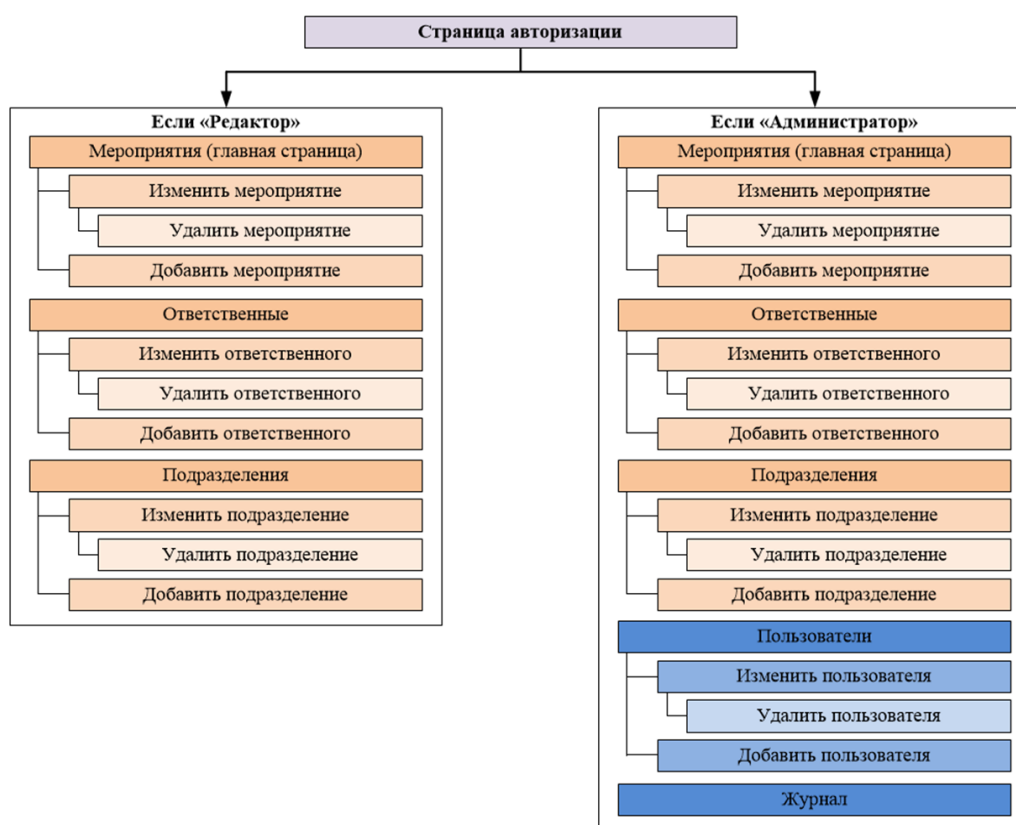 Страница авторизации
Если «Редактор»
Мероприятия (главная страница)
Изменить мероприятие
Удалить мероприятие
Добавить мероприятие
Ответственные
Изменить ответственного
Удалить ответственного
Добавить ответственного
Подразделения
Изменить подразделение
Удалить подразделение
Добавить подразделение
Если «Администратор»
Мероприятия (главная страница)
Изменить мероприятие
Удалить мероприятие
Добавить мероприятие
Ответственные
Изменить ответственного
Удалить ответственного
Добавить ответственного
Подразделения
Изменить подразделение
Удалить подразделение
Добавить подразделение
Пользователи
Изменить пользователя
Удалить пользователя
Добавить пользователя
Журнал